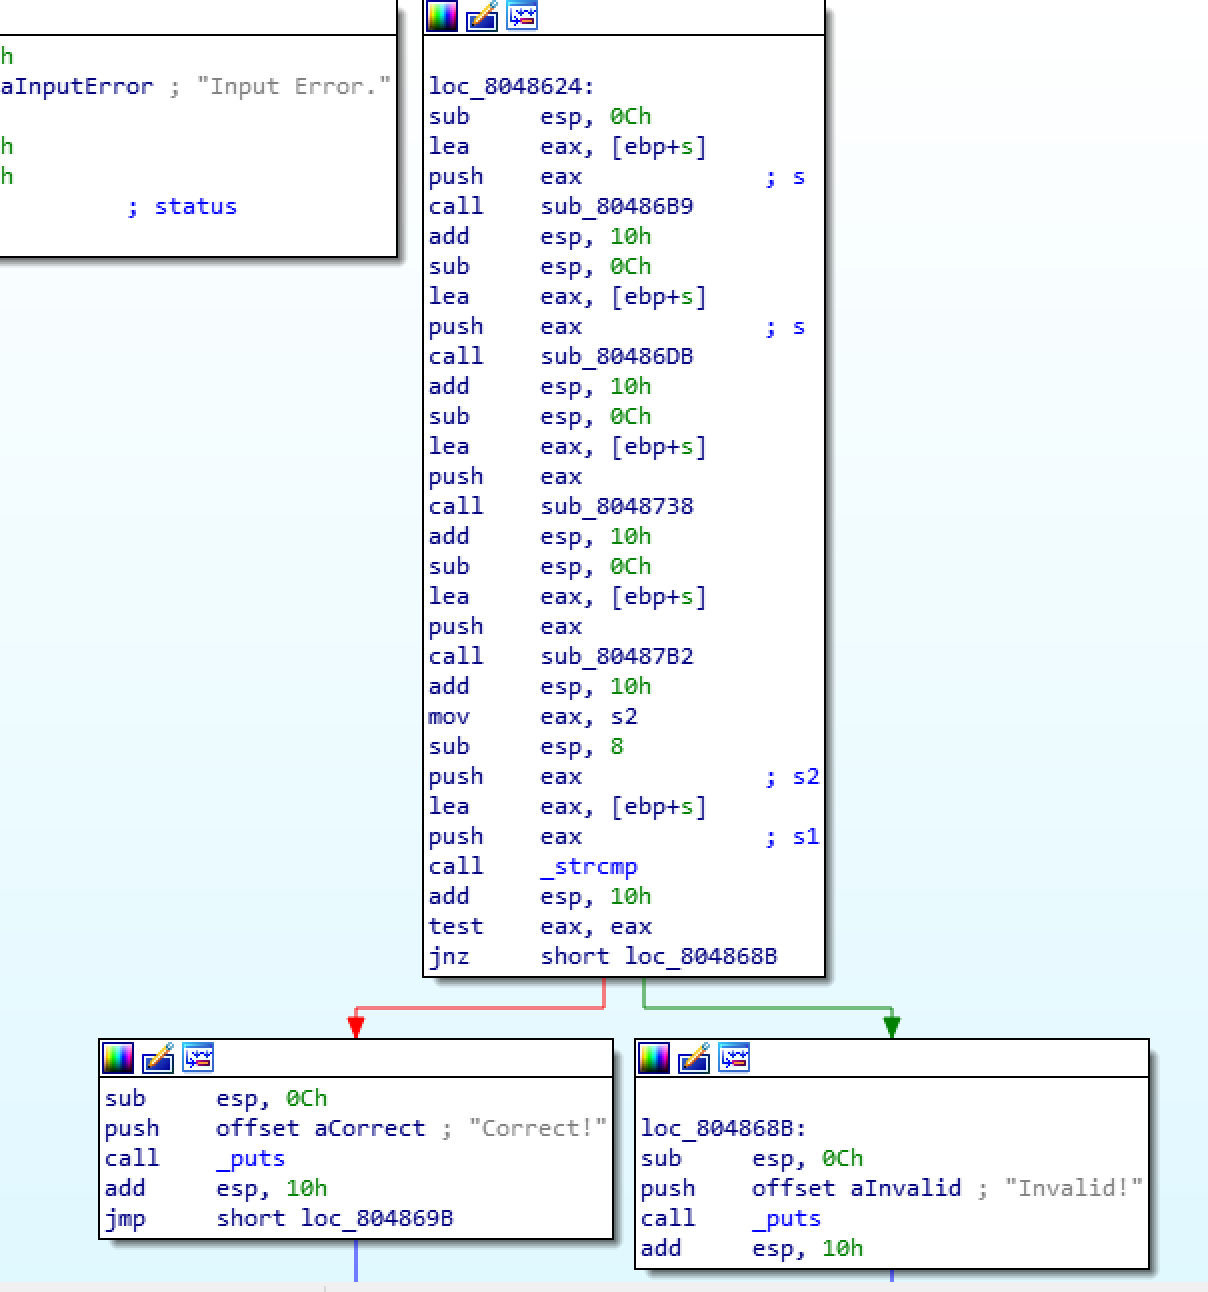 h
aInputError ; "Input Error."
h
h
; status
loc_8048624:
sub esp, 0Ch
lea eax, [ebp+s]
push eax ; s
call sub_80486B9
add esp, 10h
sub esp, 0Ch
lea eax, [ebp+s]
push eax ; s
call sub_80486DB
add esp, 10h
sub esp, 0Ch
lea eax, [ebp+s]
push eax
call sub_8048738
add esp, 10h
sub esp, 0Ch
lea eax, [ebp+s]
push eax
call sub_80487B2
add esp, 10h
mov eax, s2
sub esp, 8
push eax ; s2
lea eax, [ebp+s]
push eax ; s1
call _strcmp
add esp, 10h
test eax, eax
jnz short loc_804868B
sub esp, 0Ch
push offset aCorrect ; "Correct!"
call _puts
add esp, 10h
jmp short loc_804869B
loc_804868B:
sub esp, 0Ch
push offset aInvalid ; "Invalid!"
call _puts
add esp, 10h